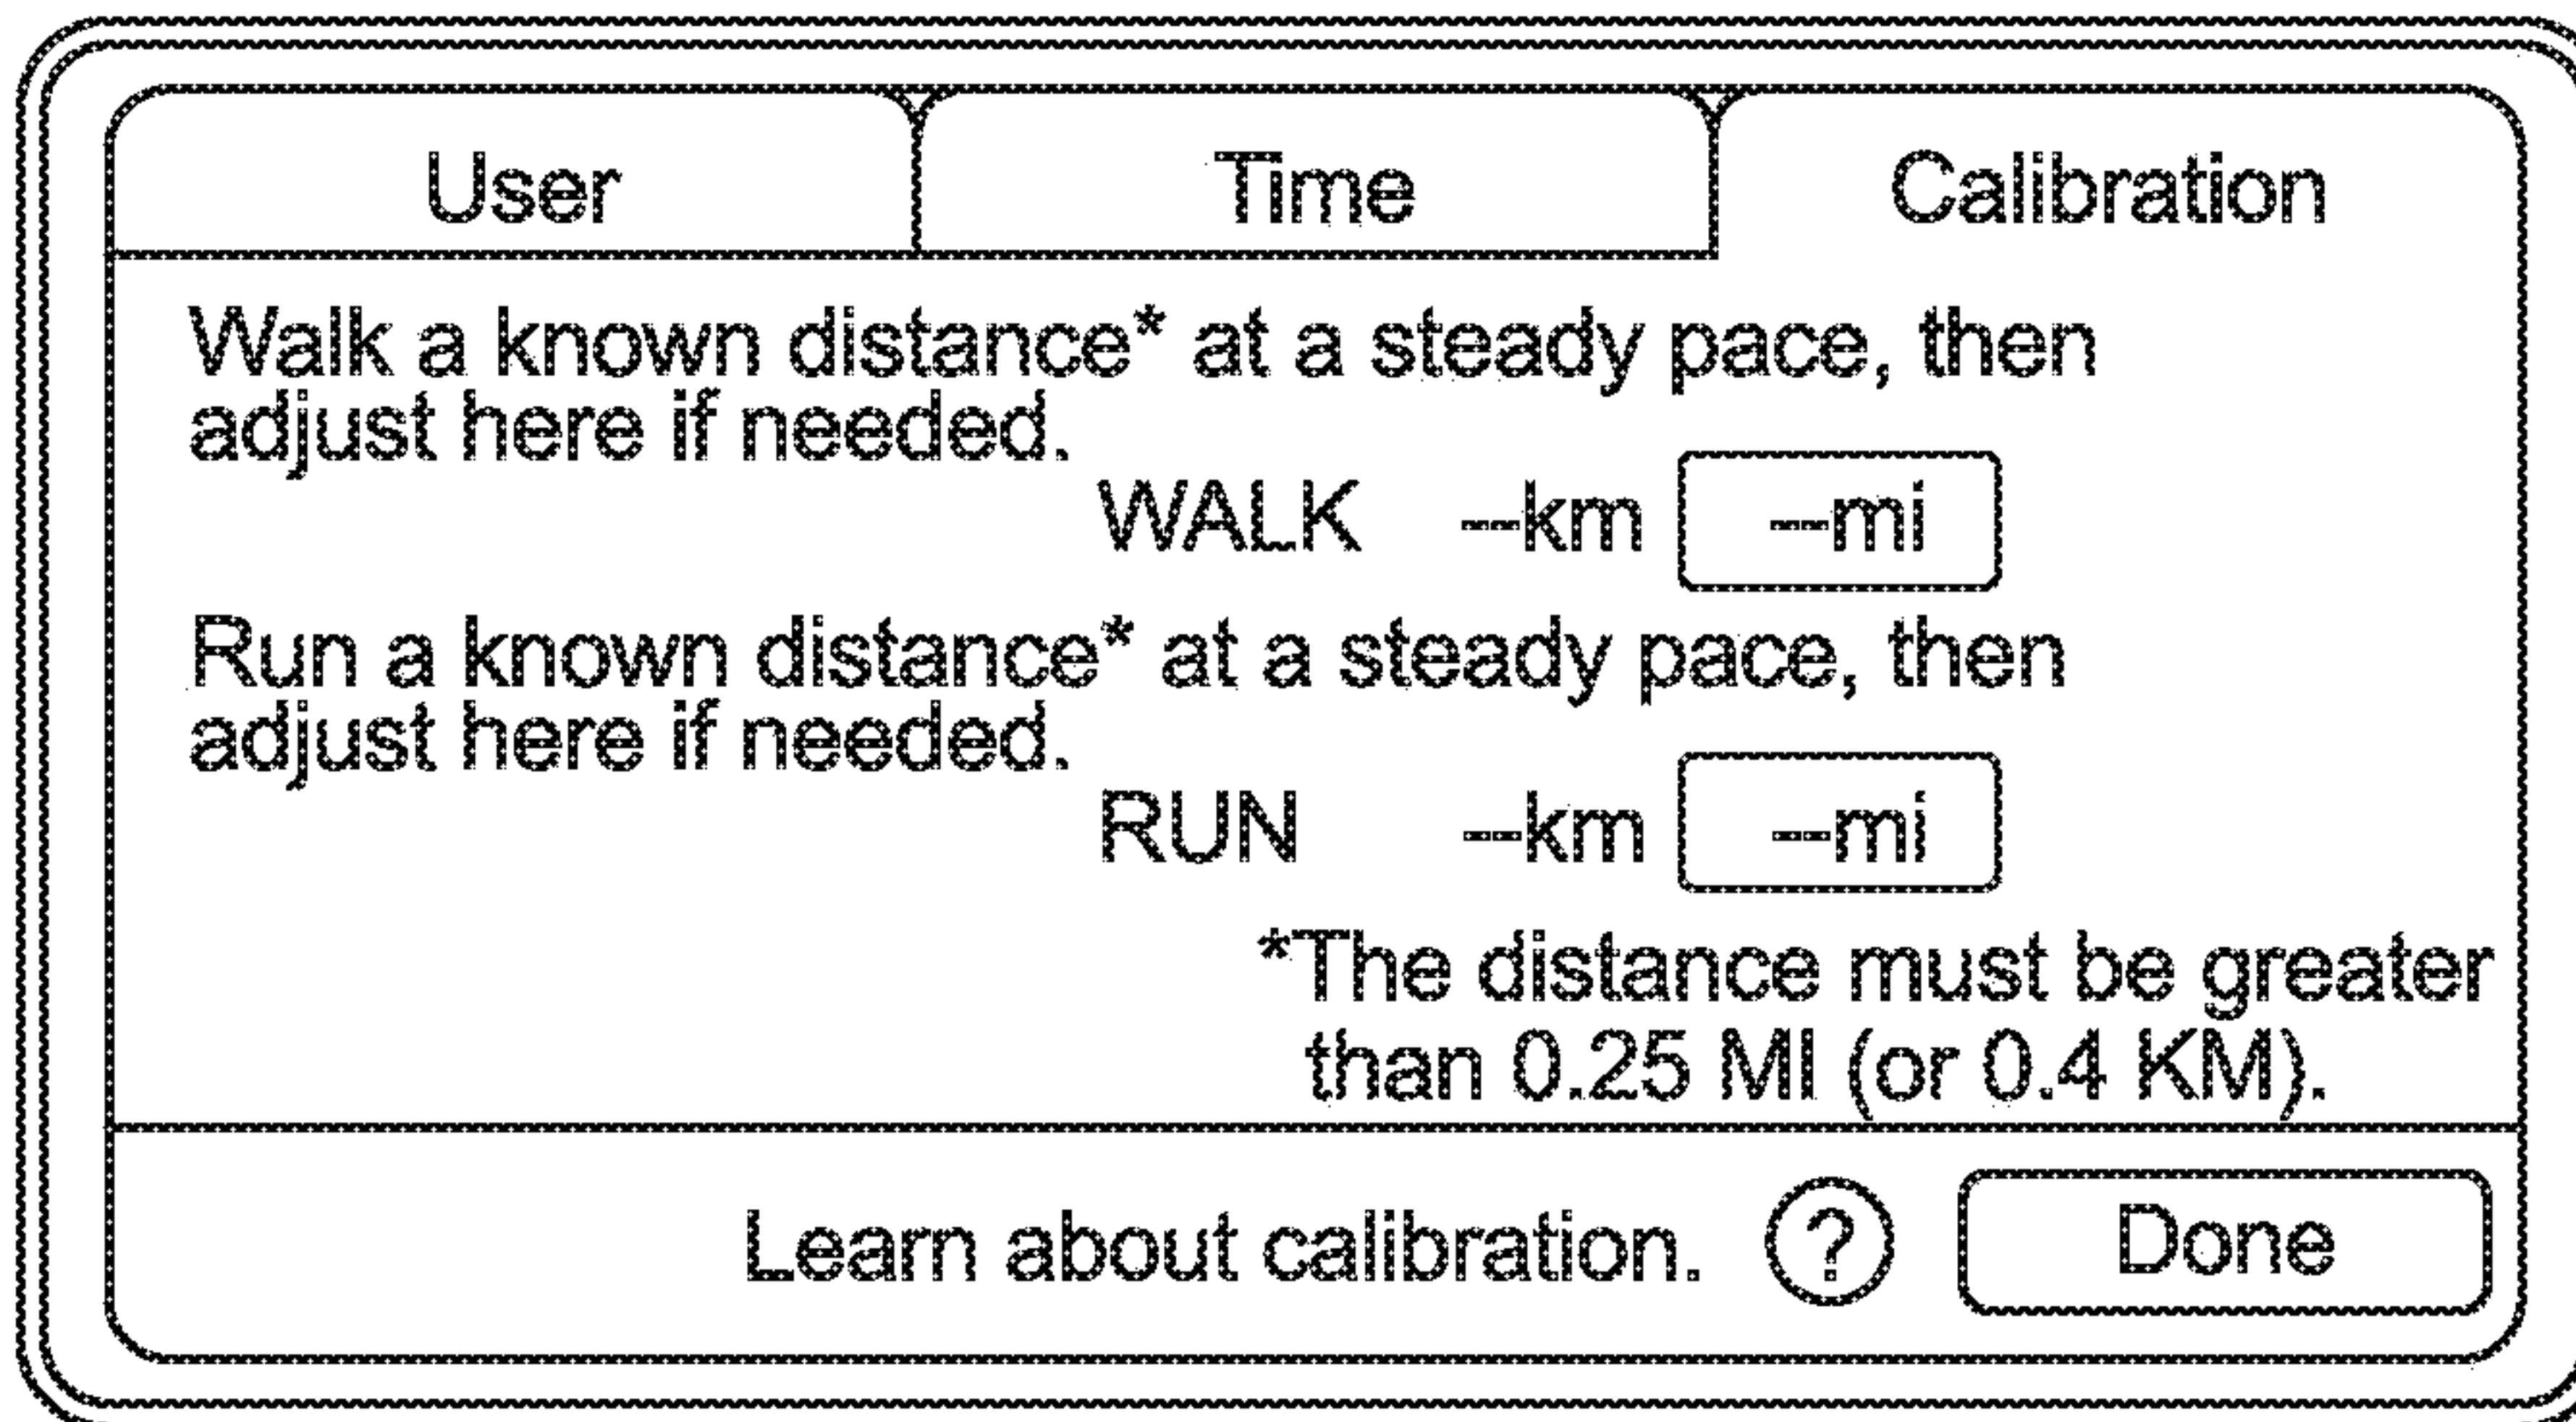 User Time Calibration
Walk a known distance* at a steady pace, then
adjust here if needed.
WALK --km --mi
Run a known distance* at a steady pace, then
adjust here if needed.
RUN --km --mi
*The distance must be greater
than 0.25 MI (or 0.4 KM).
Learn about calibration. ? Done